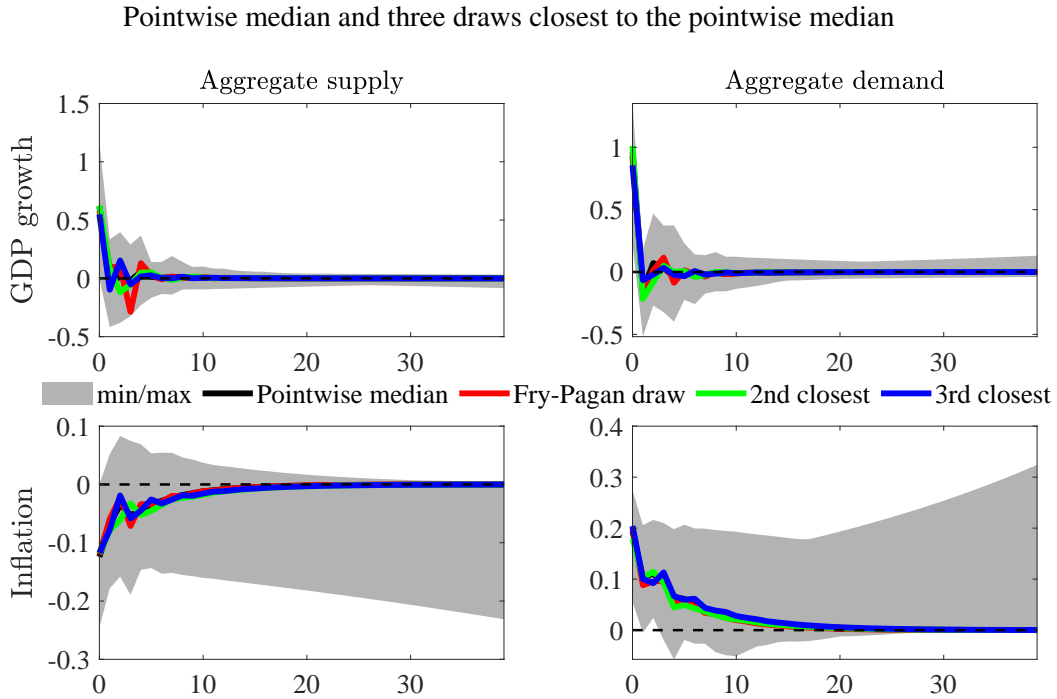 Pointwise median and three draws closest to the pointwise median
Aggregate supply
Aggregate demand
GDP growth
1.5
1
0.5
0
-0.5
0 10 20 30
1
0.5
0
-0.5
0 10 20 30
min/max Pointwise median Fry-Pagan draw 2nd closest 3rd closest
Inflation
0.1
0
-0.1
-0.2
-0.3
0 10 20 30
0.4
0.3
0.2
0.1
0
0 10 20 30